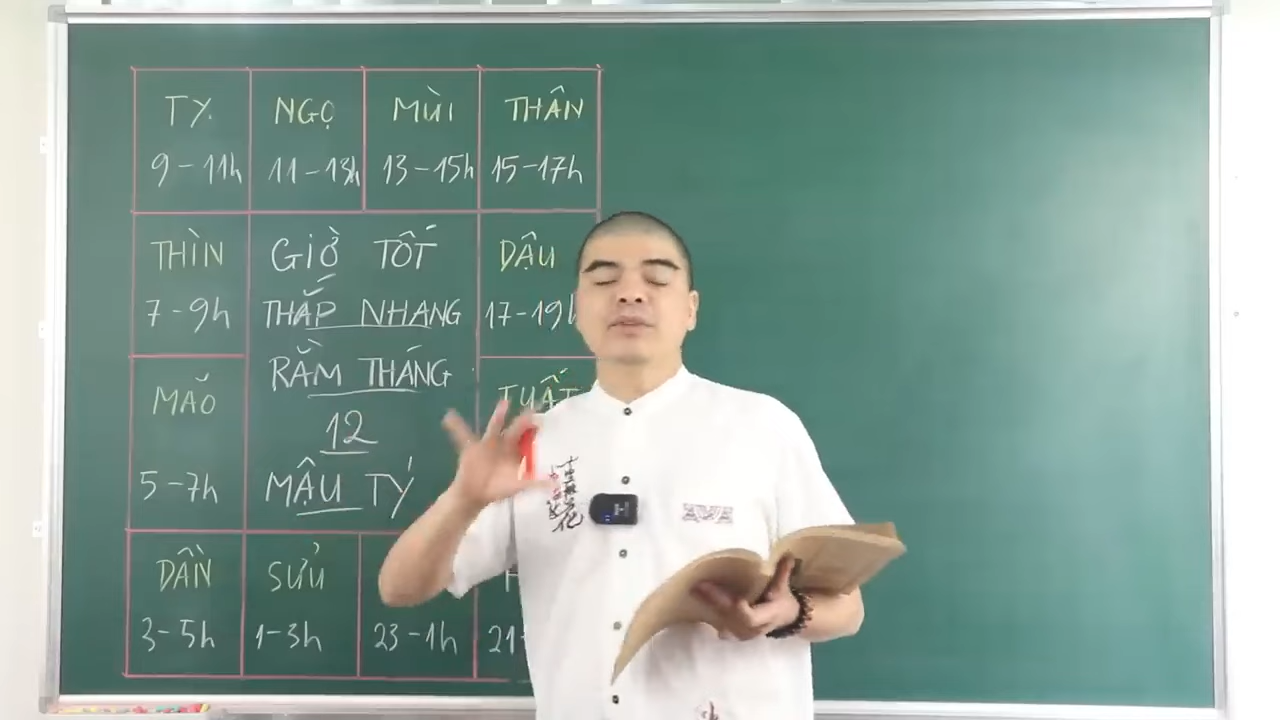 TỴ NGỌ MÙI THÂN
9-11h 11-13h 13-15h 15-17h
THÌN GIỜ TỐT DẬU
7-9h THẮP NHANG 17-19h
RẰM THÁNG
MÃO 12 TUẤT
5-7h MẬU TÝ
DẦN SỬU
3-5h 1-3h 23-1h